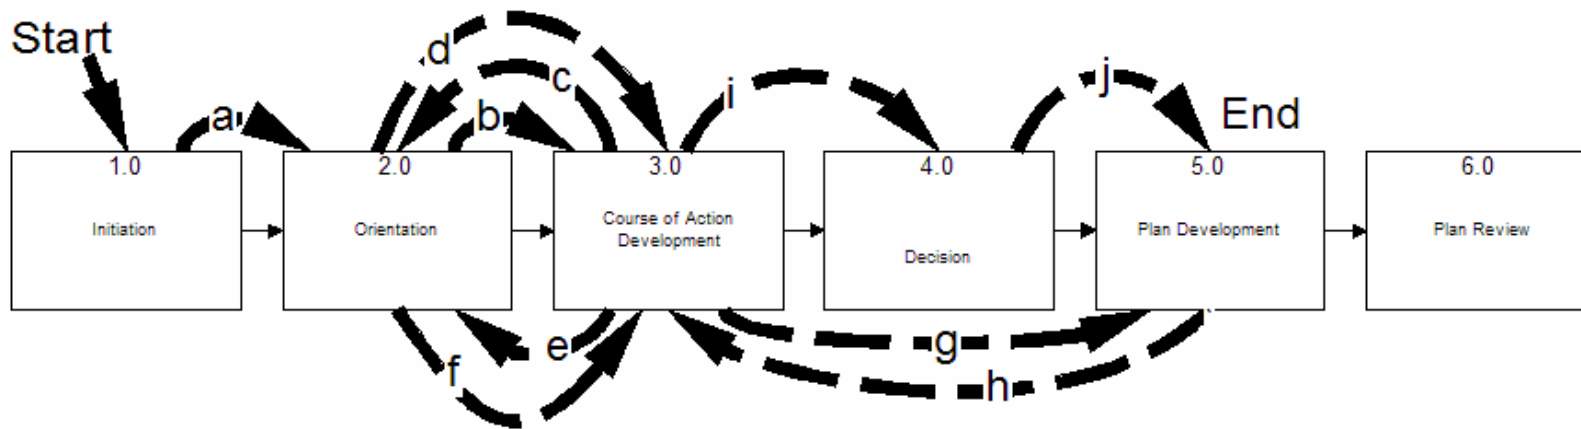 Start
a
d
c
b
i
j
End
1.0
Initiation
2.0
Orientation
3.0
Course of Action
Development
4.0
Decision
5.0
Plan Development
6.0
Plan Review
e
f
g
h